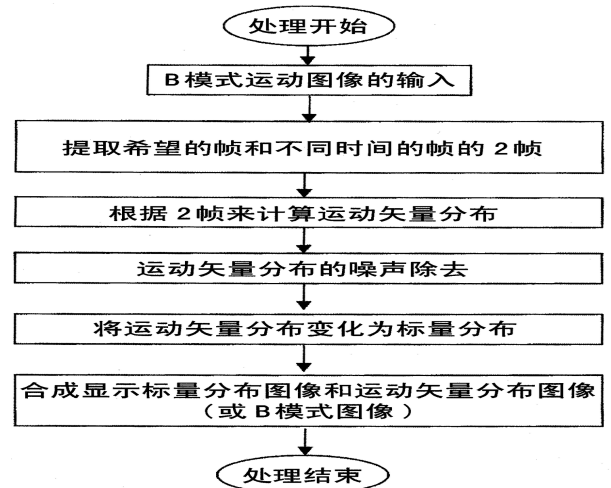 处理开始
B模式运动图像的输入
提取希望的帧和不同时间的帧的2帧
根据2帧来计算运动矢量分布
运动矢量分布的噪声除去
将运动矢量分布变化为标量分布
合成显示标量分布图像和运动矢量分布图像
（或B模式图像）
处理结束